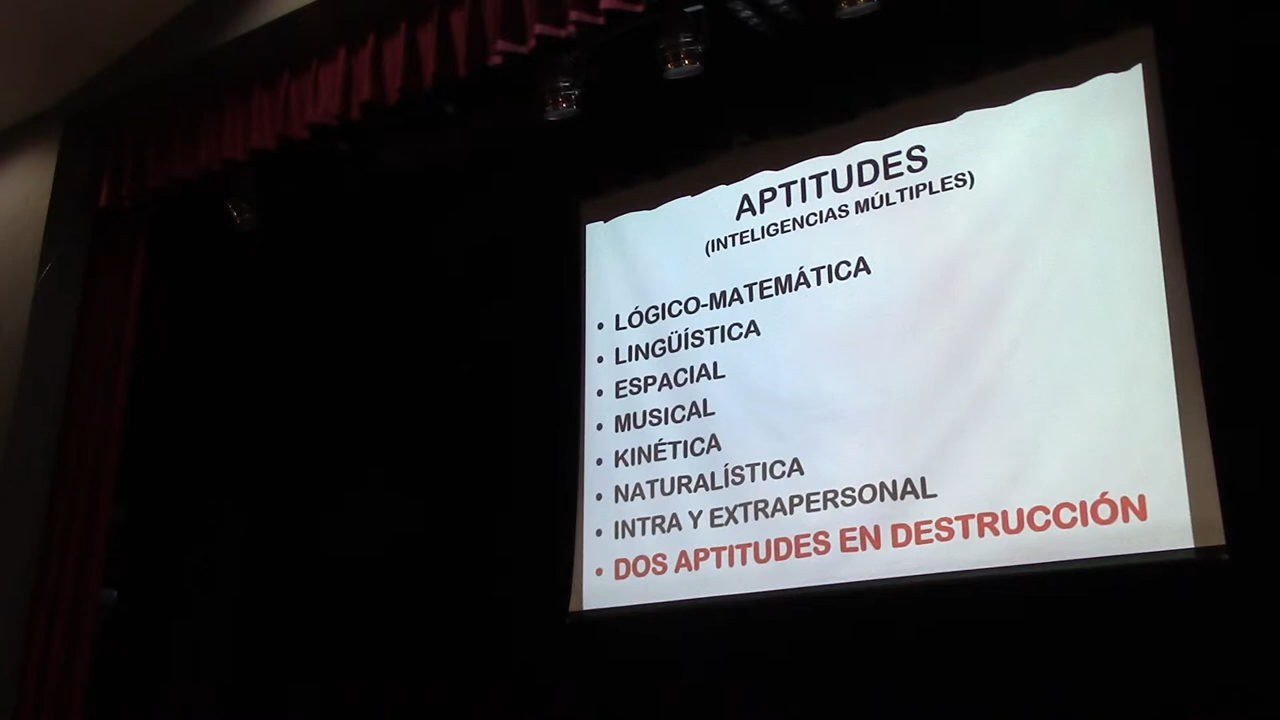 APTITUDES
(INTELIGENCIAS MÚLTIPLES)
• LÓGICO-MATEMÁTICA
• LINGÜÍSTICA
• ESPACIAL
• MUSICAL
• KINÉTICA
• NATURALÍSTICA
• INTRA Y EXTRAPERSONAL
• DOS APTITUDES EN DESTRUCCIÓN